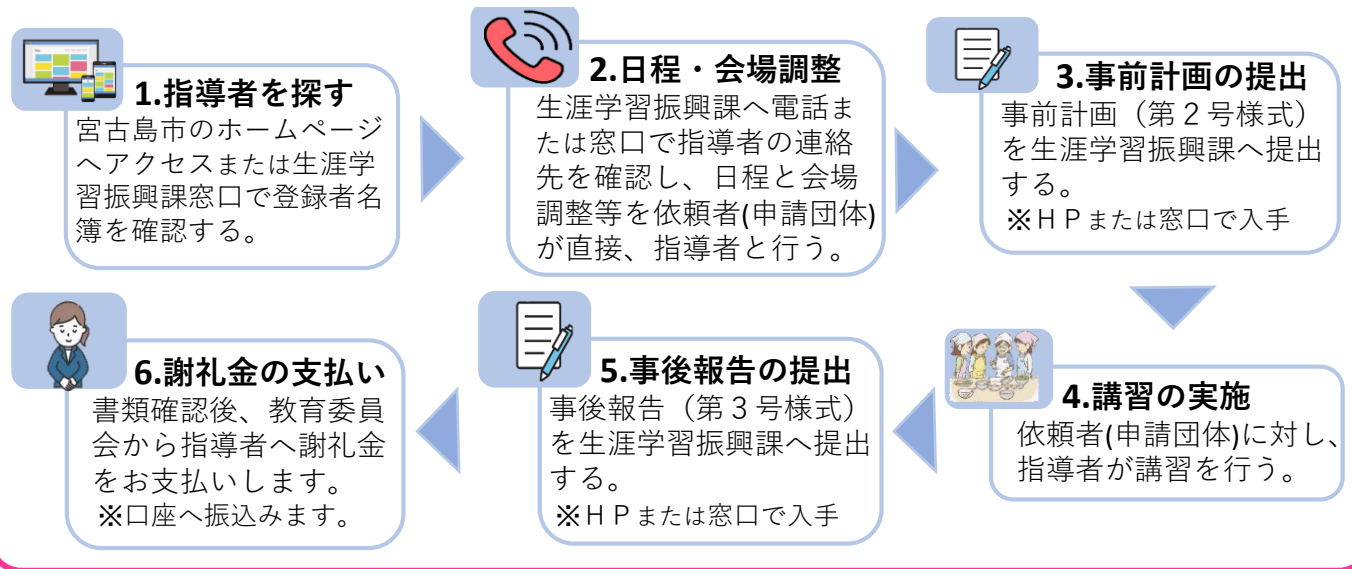 1.指導者を探す
宮古島市のホームページ
へアクセスまたは生涯学
習振興課窓口で登録者名
簿を確認する。
2.日程・会場調整
生涯学習振興課へ電話ま
たは窓口で指導者の連絡
先を確認し、日程と会場
調整等を依頼者(申請団体)
が直接、指導者と行う。
3.事前計画の提出
事前計画（第２号様式）
を生涯学習振興課へ提出
する。
※ＨＰまたは窓口で入手
4.講習の実施
依頼者(申請団体)に対し、
指導者が講習を行う。
5.事後報告の提出
事後報告（第３号様式）
を生涯学習振興課へ提出
する。
※ＨＰまたは窓口で入手
6.謝礼金の支払い
書類確認後、教育委員
会から指導者へ謝礼金
をお支払いします。
※口座へ振込みます。